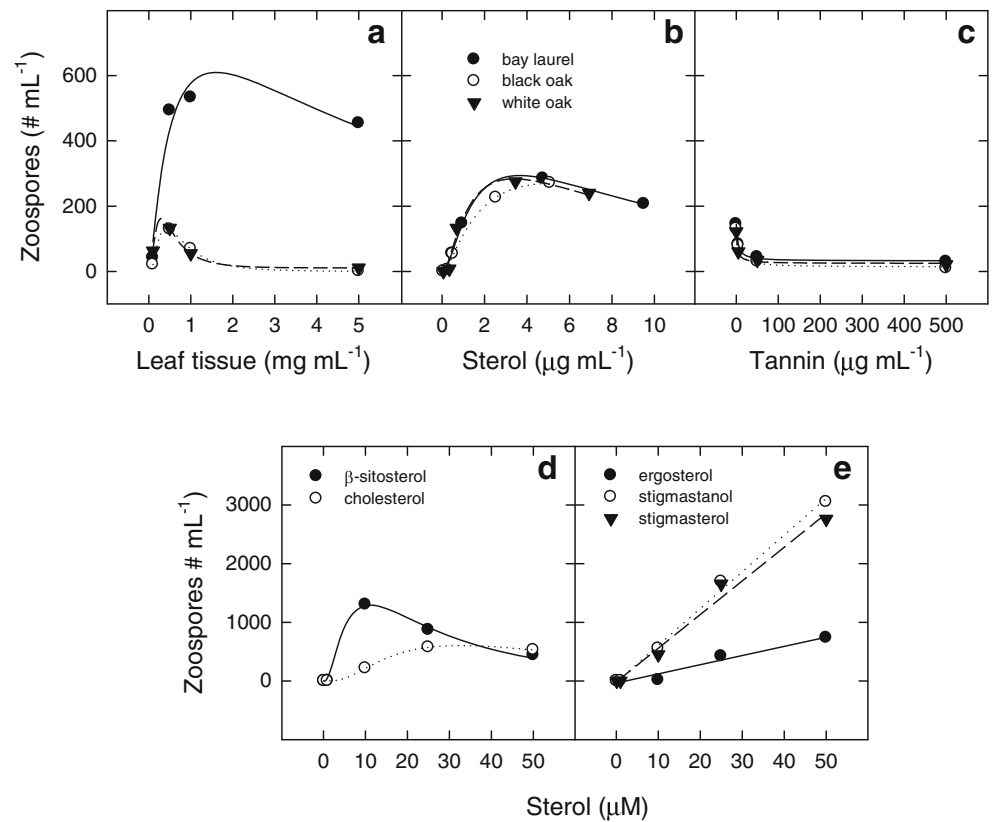 a
b
c
bay laurel
black oak
white oak
Zoospores (# mL⁻¹)
600
400
200
0
0 1 2 3 4 5
0 2 4 6 8 10
0 100 200 300 400 500
Leaf tissue (mg mL⁻¹)
Sterol (μg mL⁻¹)
Tannin (μg mL⁻¹)
d
e
β-sitosterol
cholesterol
ergosterol
stigmastanol
stigmasterol
Zoospores # mL⁻¹)
3000
2000
1000
0
0 10 20 30 40 50
0 10 20 30 40 50
Sterol (μM)